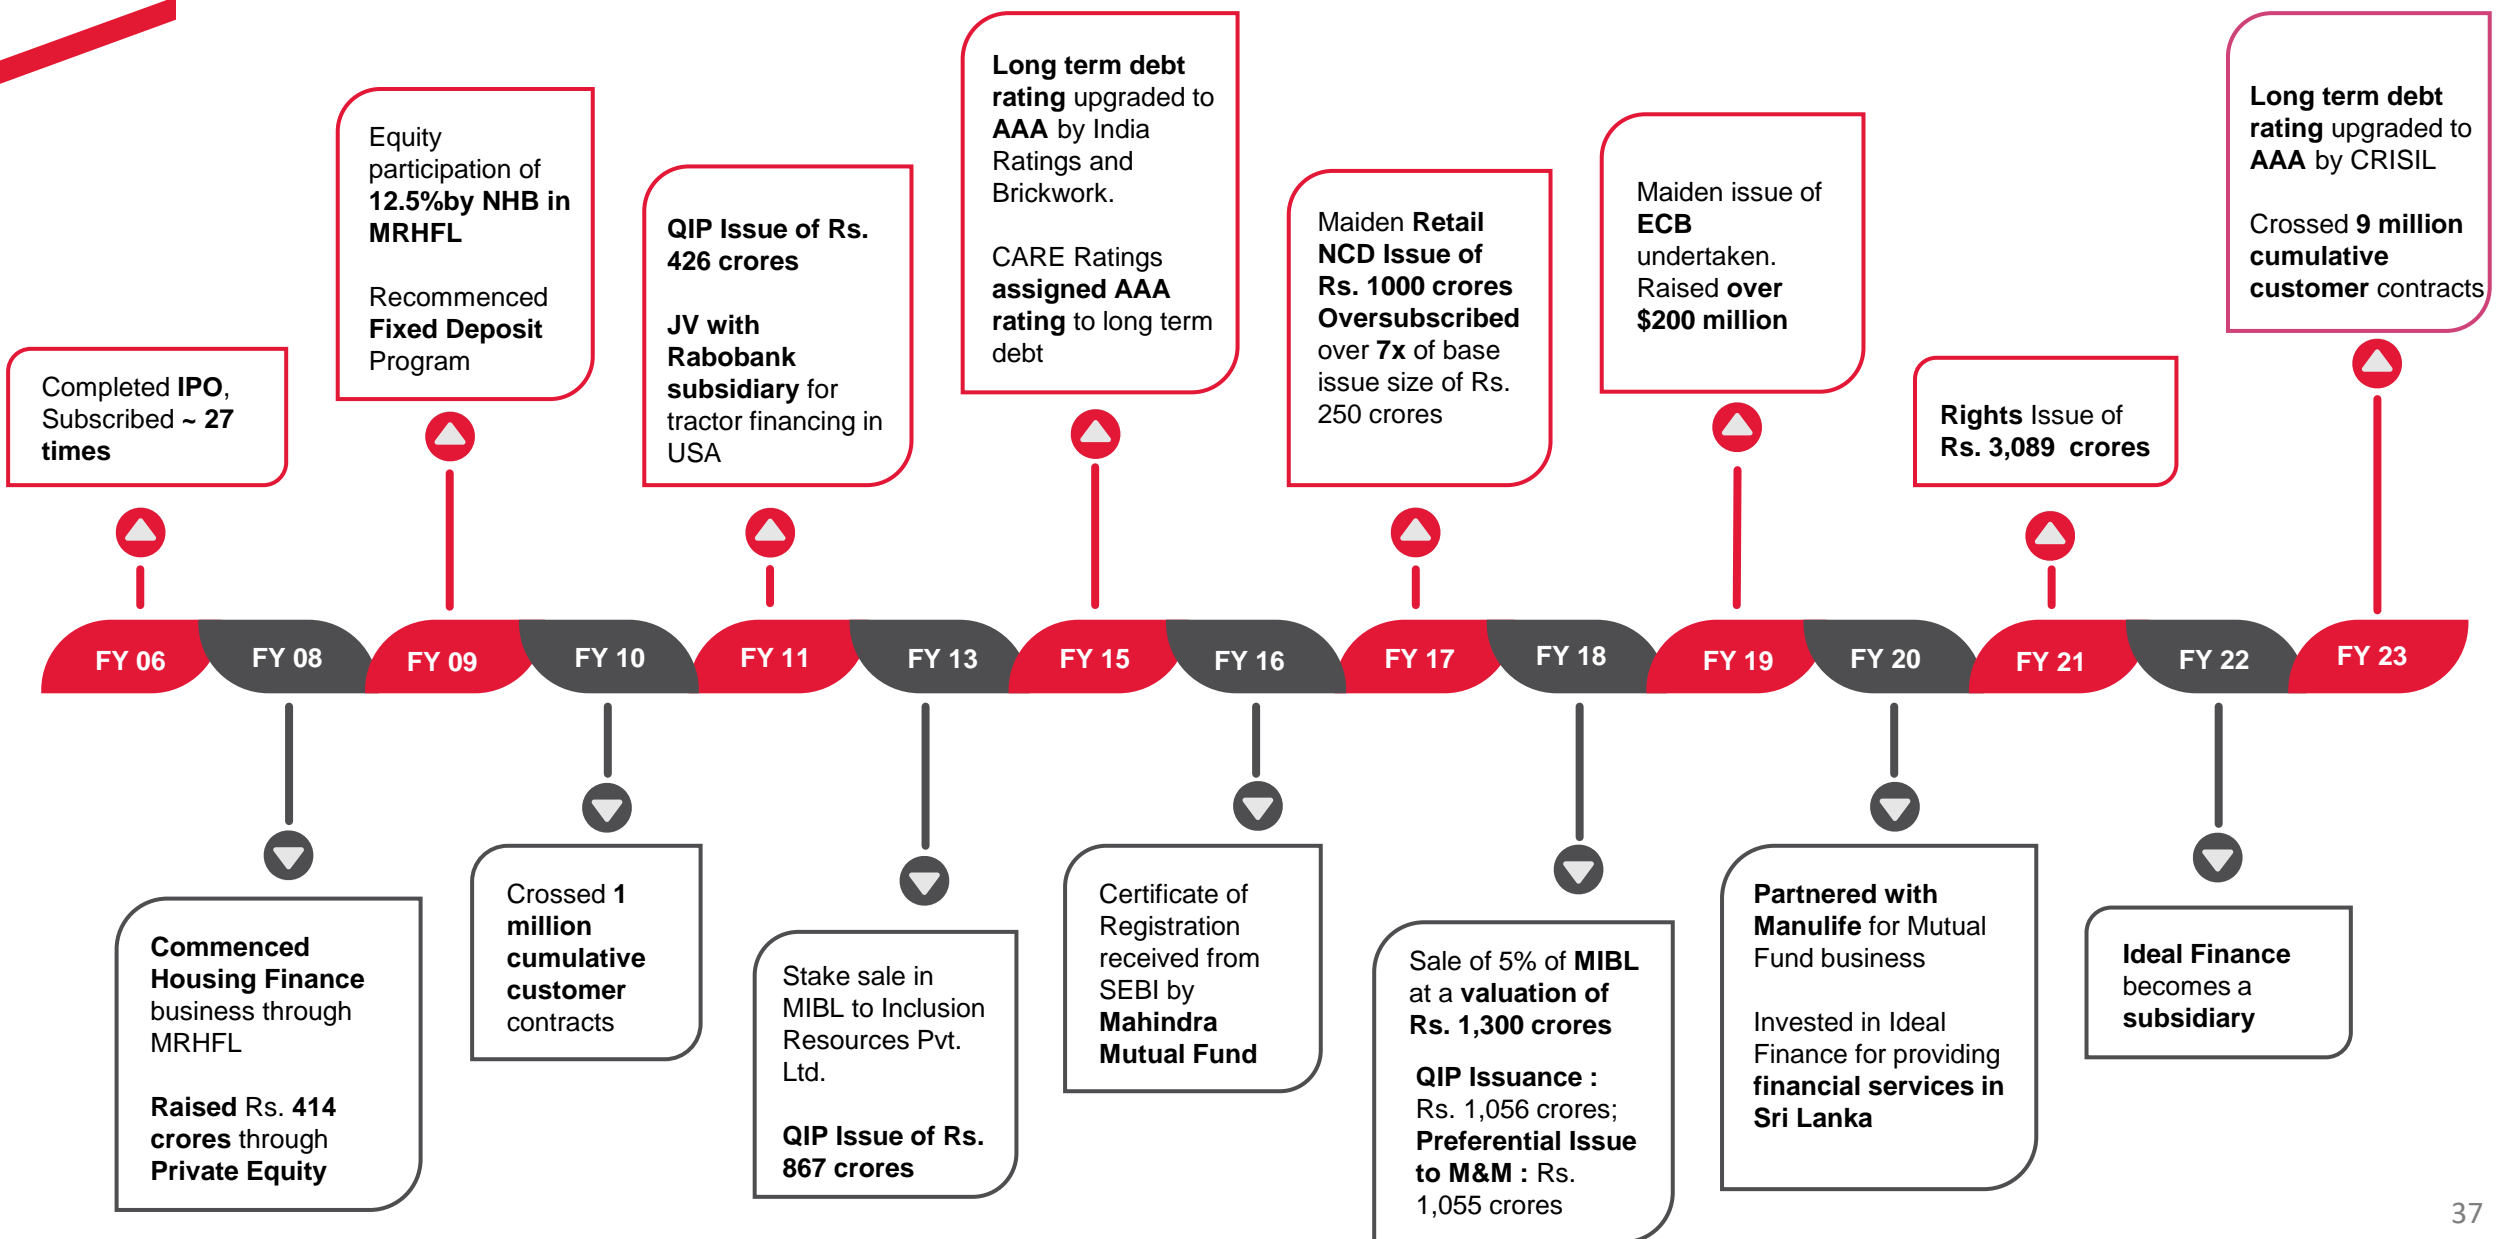 Completed IPO,
Subscribed ~ 27
times
Equity
participation of
12.5%by NHB in
MRHFL
Recommenced
Fixed Deposit
Program
QIP Issue of Rs.
426 crores
JV with
Rabobank
subsidiary for
tractor financing in
USA
Long term debt
rating upgraded to
AAA by India
Ratings and
Brickwork.
CARE Ratings
assigned AAA
rating to long term
debt
Maiden Retail
NCD Issue of
Rs. 1000 crores
Oversubscribed
over 7x of base
issue size of Rs.
250 crores
Maiden issue of
ECB
undertaken.
Raised over
$200 million
Rights Issue of
Rs. 3,089  crores
Long term debt
rating upgraded to
AAA by CRISIL
Crossed 9 million
cumulative
customer contracts
FY 06
FY 08
FY 09
FY 10
FY 11
FY 13
FY 15
FY 16
FY 17
FY 18
FY 19
FY 20
FY 21
FY 22
FY 23
Commenced
Housing Finance
business through
MRHFL
Raised Rs. 414
crores through
Private Equity
Crossed 1
million
cumulative
customer
contracts
Stake sale in
MIBL to Inclusion
Resources Pvt.
Ltd.
QIP Issue of Rs.
867 crores
Certificate of
Registration
received from
SEBI by
Mahindra
Mutual Fund
Sale of 5% of MIBL
at a valuation of
Rs. 1,300 crores
QIP Issuance :
Rs. 1,056 crores;
Preferential Issue
to M&M : Rs.
1,055 crores
Partnered with
Manulife for Mutual
Fund business
Invested in Ideal
Finance for providing
financial services in
Sri Lanka
Ideal Finance
becomes a
subsidiary
37